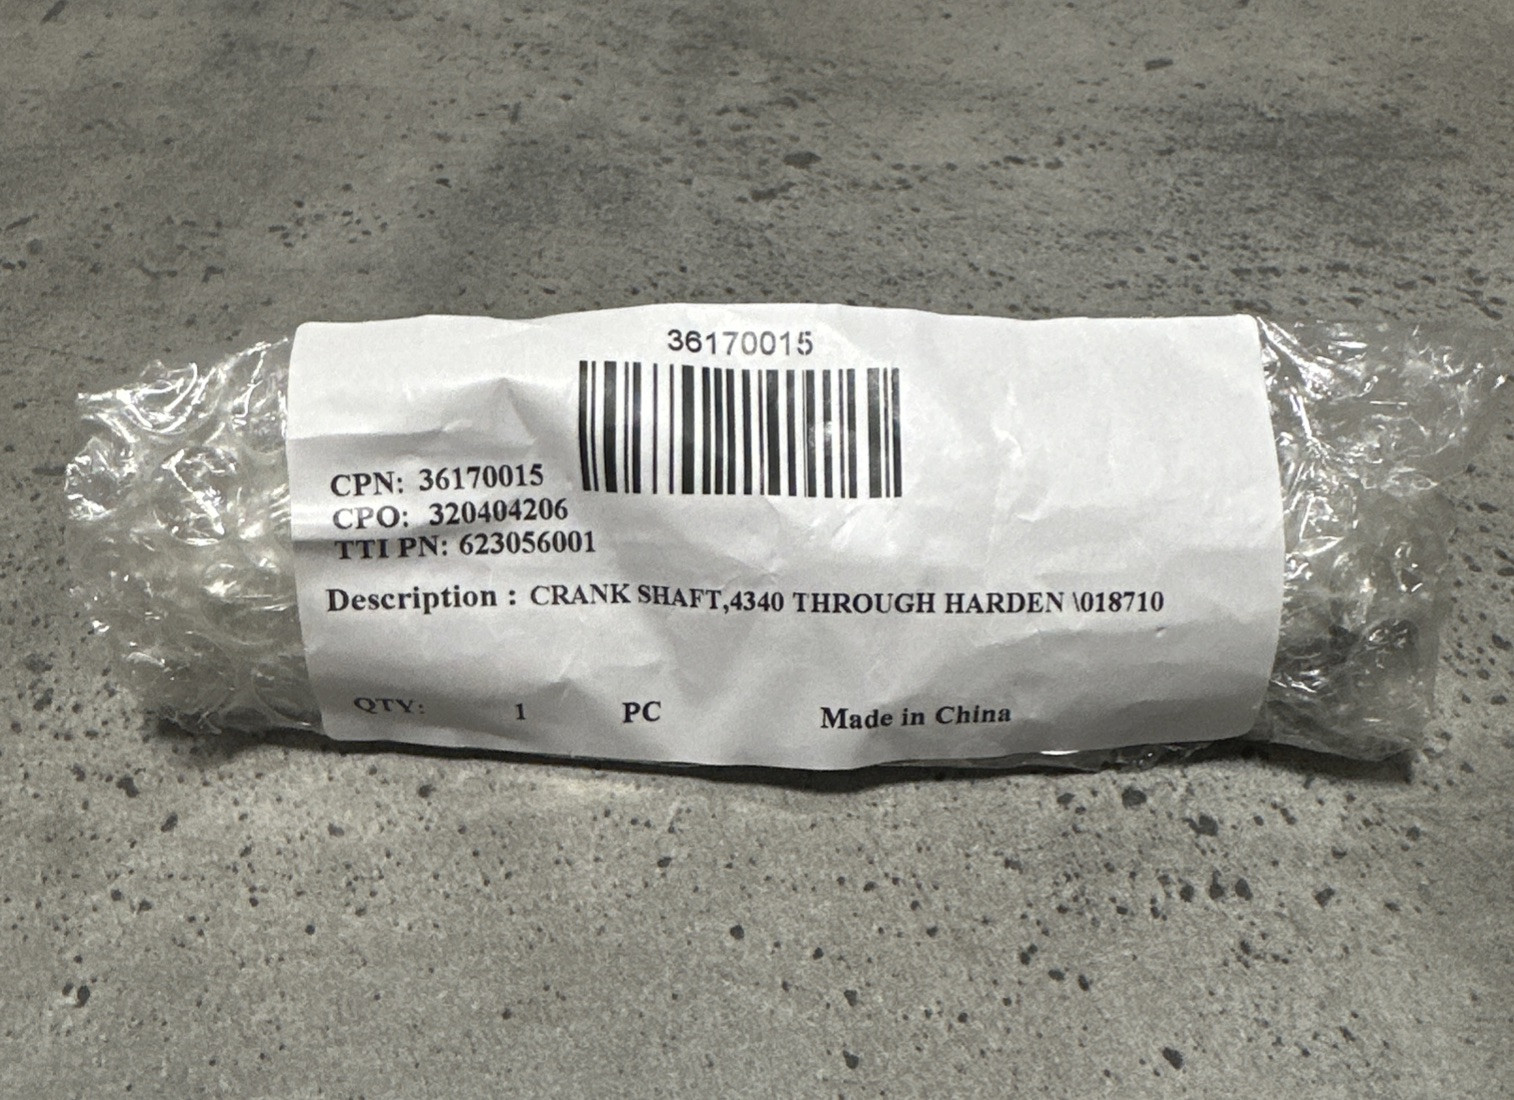 36170015
CPN: 36170015
CPO: 320404206
TTI PN: 623056001
Description : CRANK SHAFT,4340 THROUGH HARDEN \018710
QTY: 1 PC Made in China